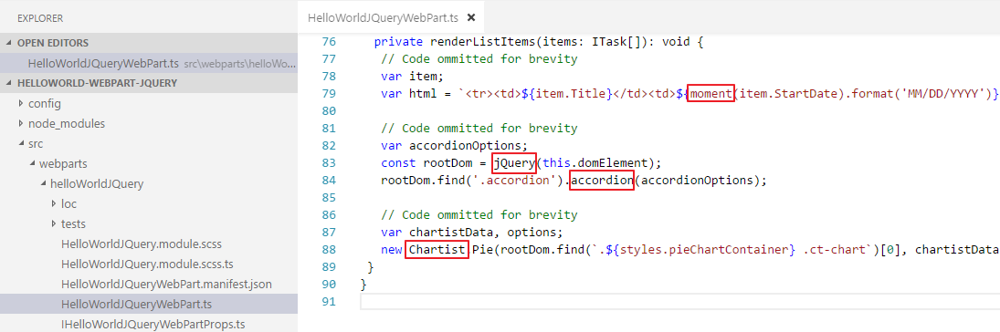 EXPLORER
OPEN EDITORS
HelloWorldJQueryWebPart.ts src\webparts\helloWo...
HELLOWORLD-WEBPART-JQUERY
config
node_modules
src
webparts
helloWorldJQuery
loc
tests
HelloWorldJQuery.module.scss
HelloWorldJQuery.module.scss.ts
HelloWorldJQueryWebPart.manifest.json
HelloWorldJQueryWebPart.ts
IHelloWorldJQueryWebPartProps.ts
HelloWorldJQueryWebPart.ts ×
76 private renderListItems(items: ITask[]): void {
77 // Code ommitted for brevity
78 var item;
79 var html = `<tr><td>${item.Title}</td><td>${moment(item.StartDate).format('MM/DD/YYYY')}
80
81 // Code ommitted for brevity
82 var accordionOptions;
83 const rootDom = jQuery(this.domElement);
84 rootDom.find('.accordion').accordion(accordionOptions);
85
86 // Code ommitted for brevity
87 var chartistData, options;
88 new Chartist.Pie(rootDom.find(`.${styles.pieChartContainer} .ct-chart`)[0], chartistData
89 }
90 }
91